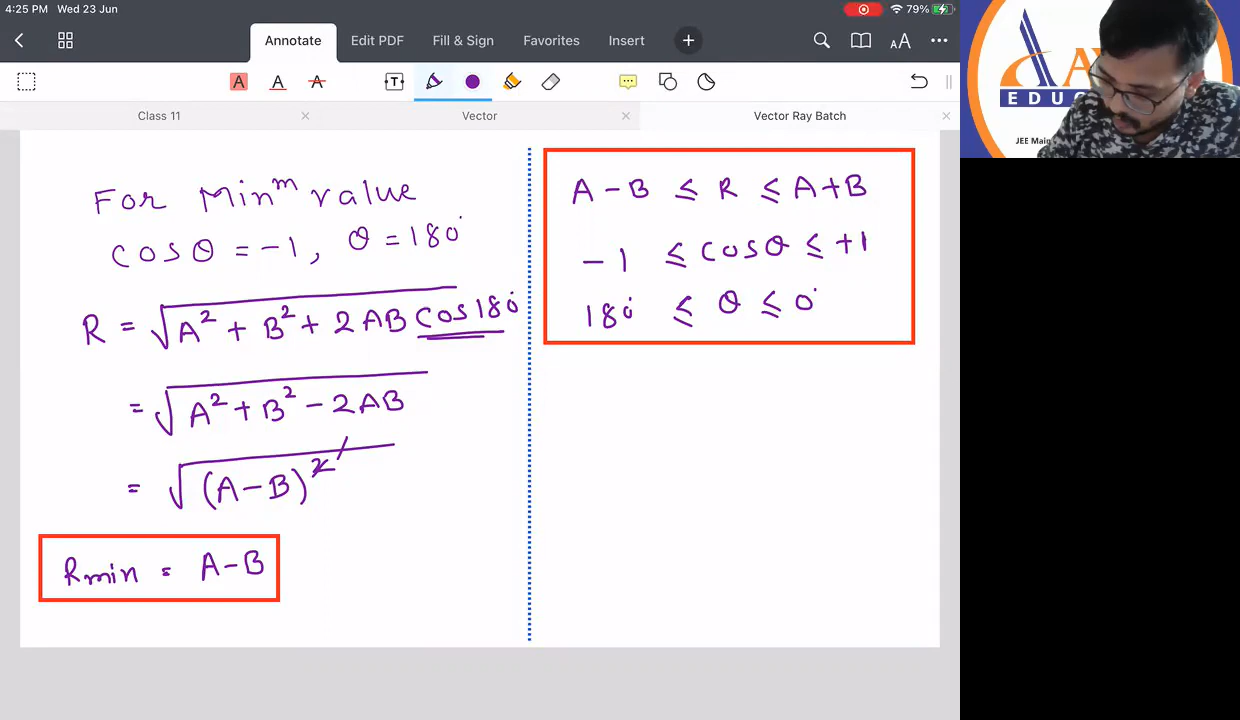 4:25 PM Wed 23 Jun
79%
Annotate Edit PDF Fill & Sign Favorites Insert
Class 11 Vector Vector Ray Batch
For Minᵐ value
cos θ = -1, θ = 180°
R = √(A² + B² + 2AB cos 180°)
= √(A² + B² - 2AB)
= √(A-B)²
Rmin = A-B
A - B ≤ R ≤ A+B
-1 ≤ cos θ ≤ +1
180° ≤ θ ≤ 0°
EDUC
JEE Main